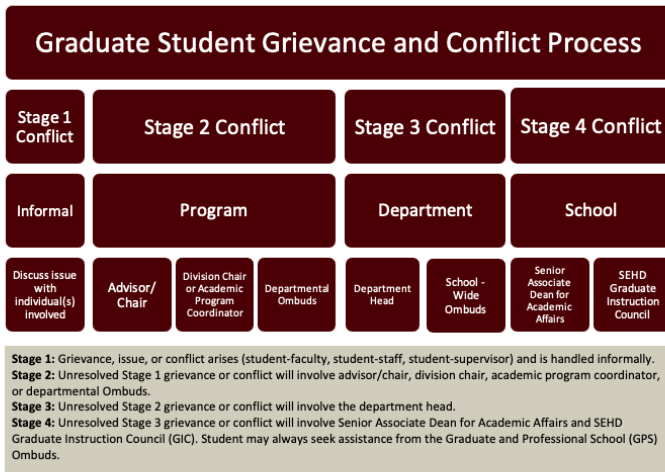 Graduate Student Grievance and Conflict Process
Stage 1
Conflict
Stage 2 Conflict
Stage 3 Conflict
Stage 4 Conflict
Informal
Program
Department
School
Discuss issue
with
individual(s)
involved
Advisor/
Chair
Division Chair
or Academic
Program
Coordinator
Departmental
Ombuds
Department
Head
School -
Wide
Ombuds
Senior
Associate
Dean for
Academic
Affairs
SEHD
Graduate
Instruction
Council
Stage 1: Grievance, issue, or conflict arises (student-faculty, student-staff, student-supervisor) and is handled informally.
Stage 2: Unresolved Stage 1 grievance or conflict will involve advisor/chair, division chair, academic program coordinator,
or departmental Ombuds.
Stage 3: Unresolved Stage 2 grievance or conflict will involve the department head.
Stage 4: Unresolved Stage 3 grievance or conflict will involve Senior Associate Dean for Academic Affairs and SEHD
Graduate Instruction Council (GIC). Student may always seek assistance from the Graduate and Professional School (GPS)
Ombuds.